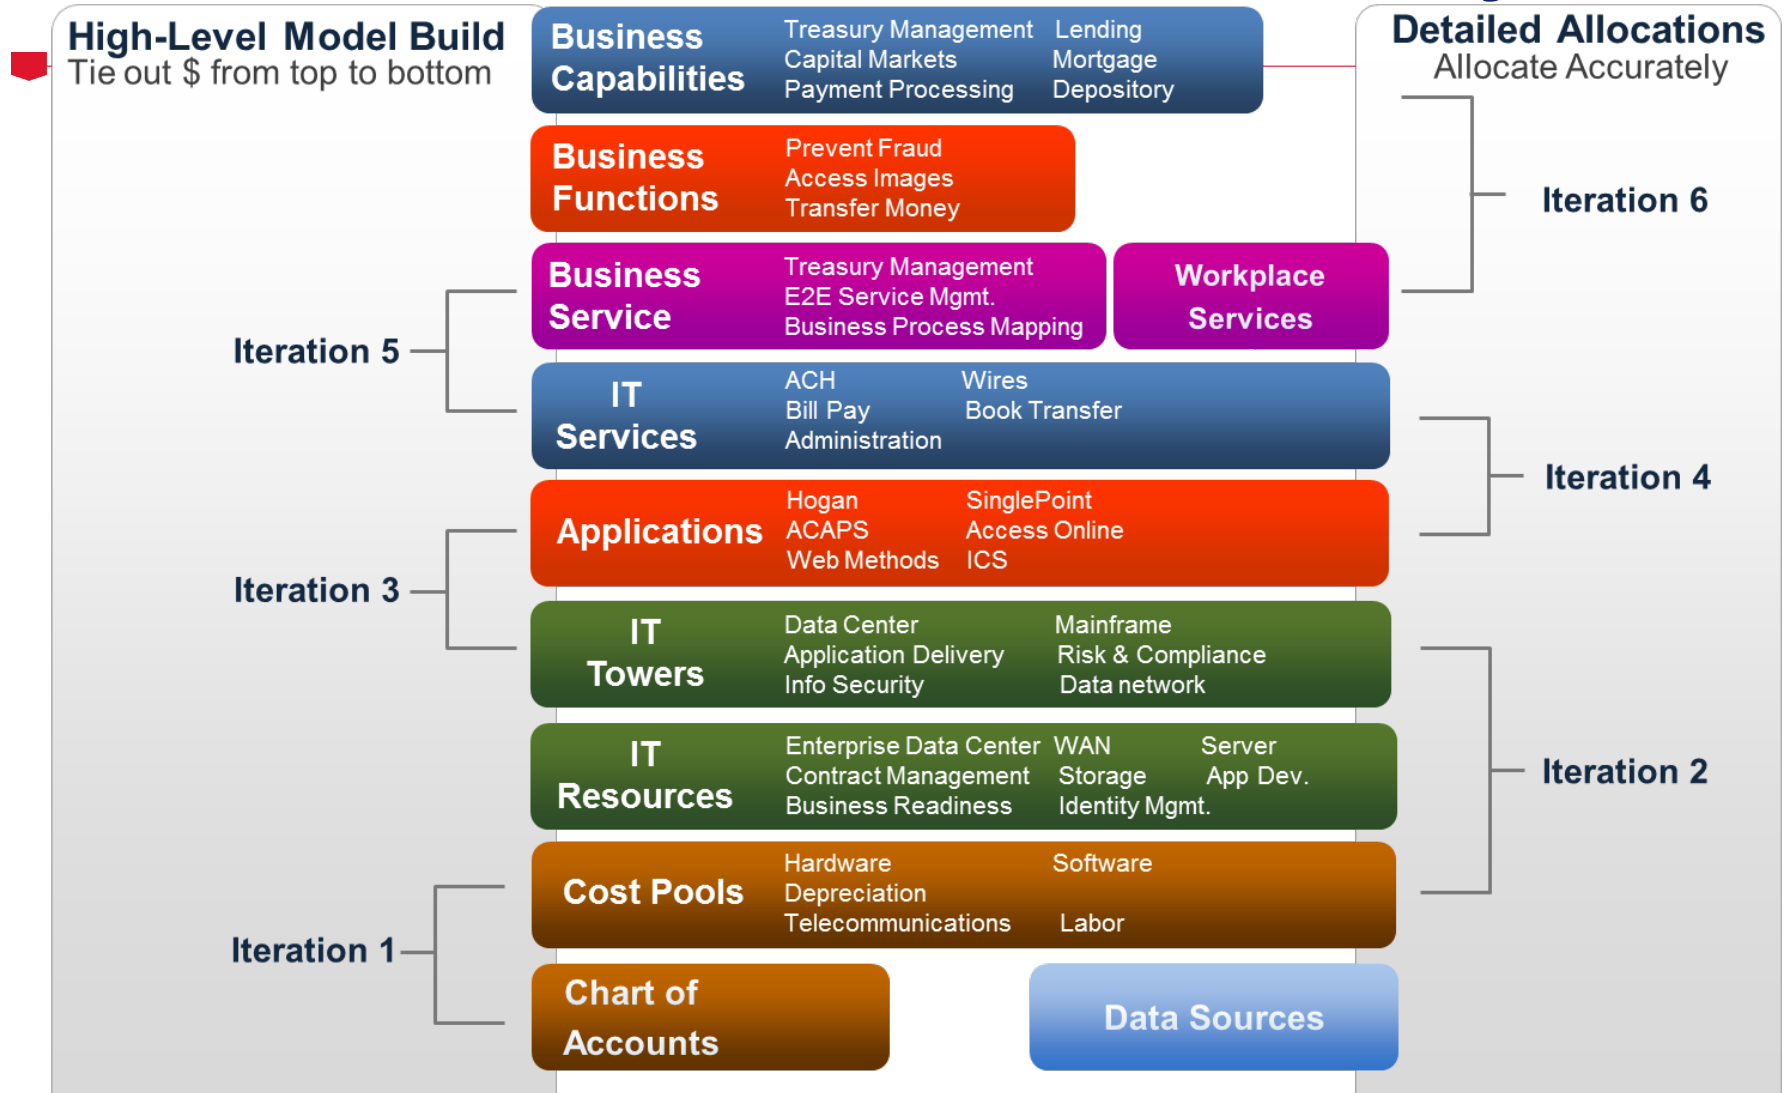 High-Level Model Build
Tie out $ from top to bottom
Detailed Allocations
Allocate Accurately
Business
Capabilities
Treasury Management Lending
Capital Markets Mortgage
Payment Processing Depository
Business
Functions
Prevent Fraud
Access Images
Transfer Money
Iteration 6
Business
Service
Treasury Management
E2E Service Mgmt.
Business Process Mapping
Workplace
Services
Iteration 5
IT
Services
ACH Wires
Bill Pay Book Transfer
Administration
Iteration 4
Applications
Hogan SinglePoint
ACAPS Access Online
Web Methods ICS
Iteration 3
IT
Towers
Data Center Mainframe
Application Delivery Risk & Compliance
Info Security Data network
IT
Resources
Enterprise Data Center WAN Server
Contract Management Storage App Dev.
Business Readiness Identity Mgmt.
Iteration 2
Cost Pools
Hardware Software
Depreciation
Telecommunications Labor
Iteration 1
Chart of
Accounts
Data Sources